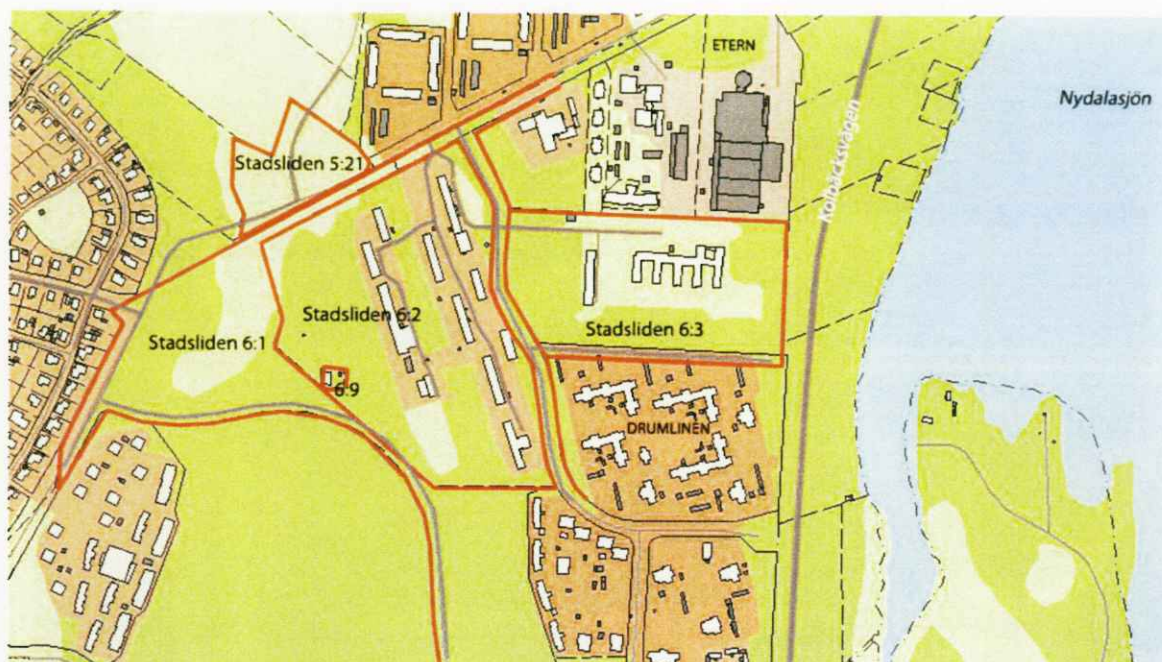 ETERN
Nydalasjön
Stadsliden 5:21
Kolbäcksvägen
Stadsliden 6:2
Stadsliden 6:3
Stadsliden 6:1
6:9
DRUMLINEN